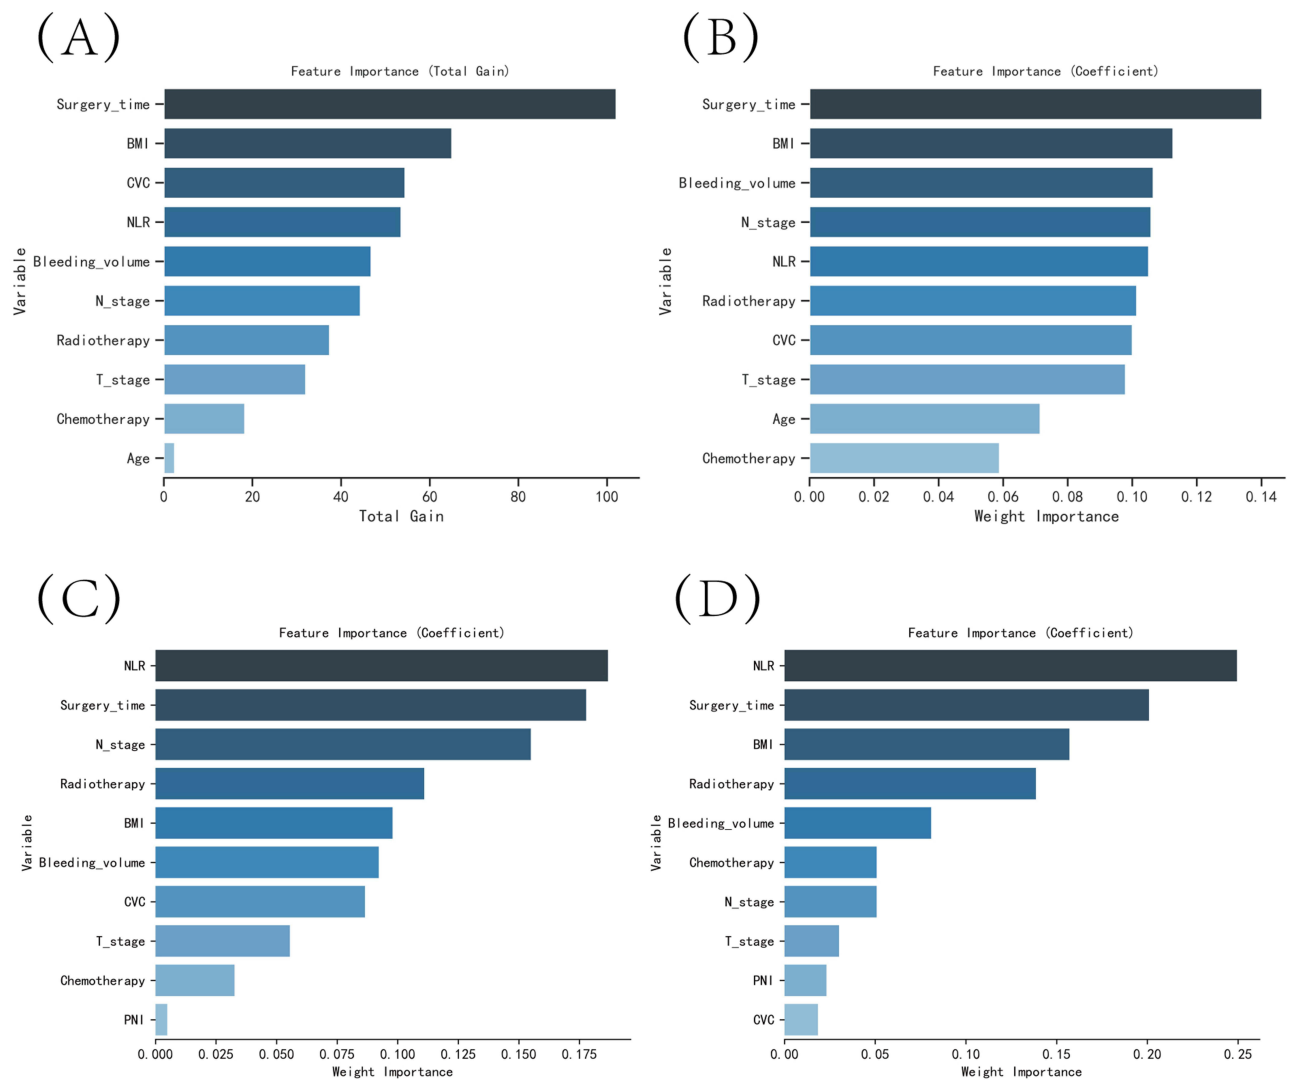 (A)
Feature Importance (Total Gain)
Variable
Surgery_time
BMI
CVC
NLR
Bleeding_volume
N_stage
Radiotherapy
T_stage
Chemotherapy
Age
0 20 40 60 80 100
Total Gain
(B)
Feature Importance (Coefficient)
Variable
Surgery_time
BMI
Bleeding_volume
N_stage
NLR
Radiotherapy
CVC
T_stage
Age
Chemotherapy
0.00 0.02 0.04 0.06 0.08 0.10 0.12 0.14
Weight Importance
(C)
Feature Importance (Coefficient)
Variable
NLR
Surgery_time
N_stage
Radiotherapy
BMI
Bleeding_volume
CVC
T_stage
Chemotherapy
PNI
0.000 0.025 0.050 0.075 0.100 0.125 0.150 0.175
Weight Importance
(D)
Feature Importance (Coefficient)
Variable
NLR
Surgery_time
BMI
Radiotherapy
Bleeding_volume
Chemotherapy
N_stage
T_stage
PNI
CVC
0.00 0.05 0.10 0.15 0.20 0.25
Weight Importance